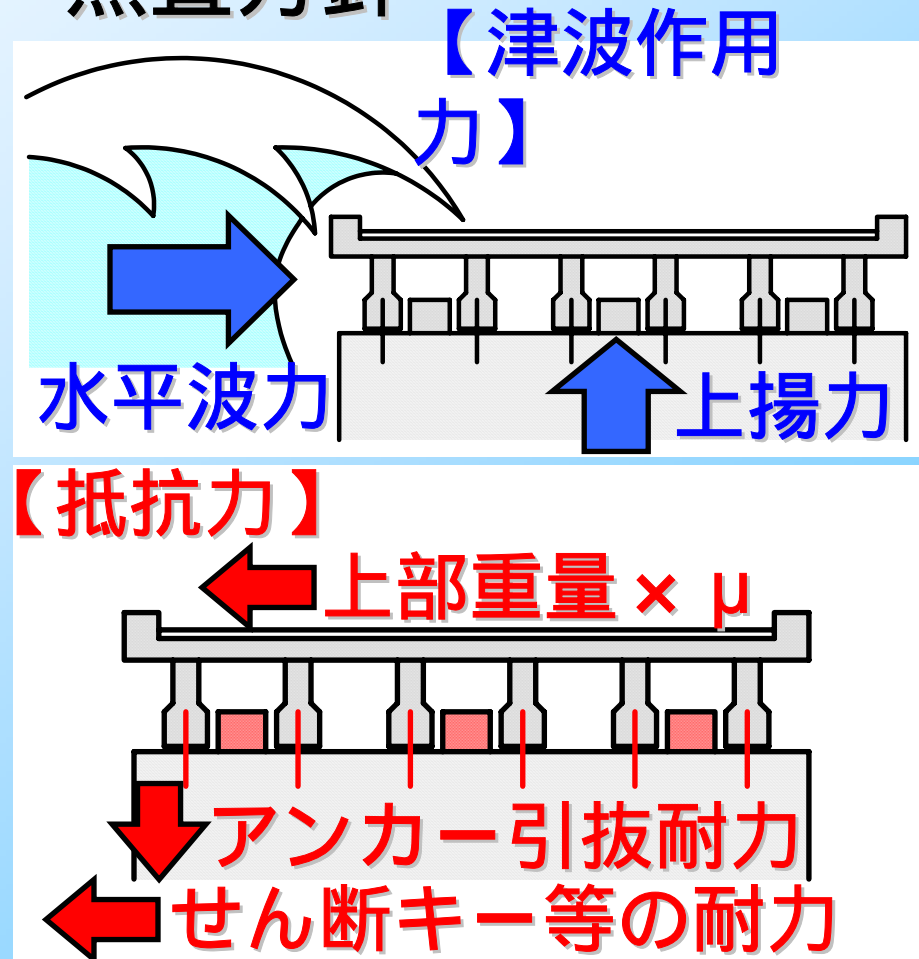 【津波作用
力】
水平波力
上揚力
【抵抗力】
上部重量×μ
アンカー引抜耐力
せん断キー等の耐力